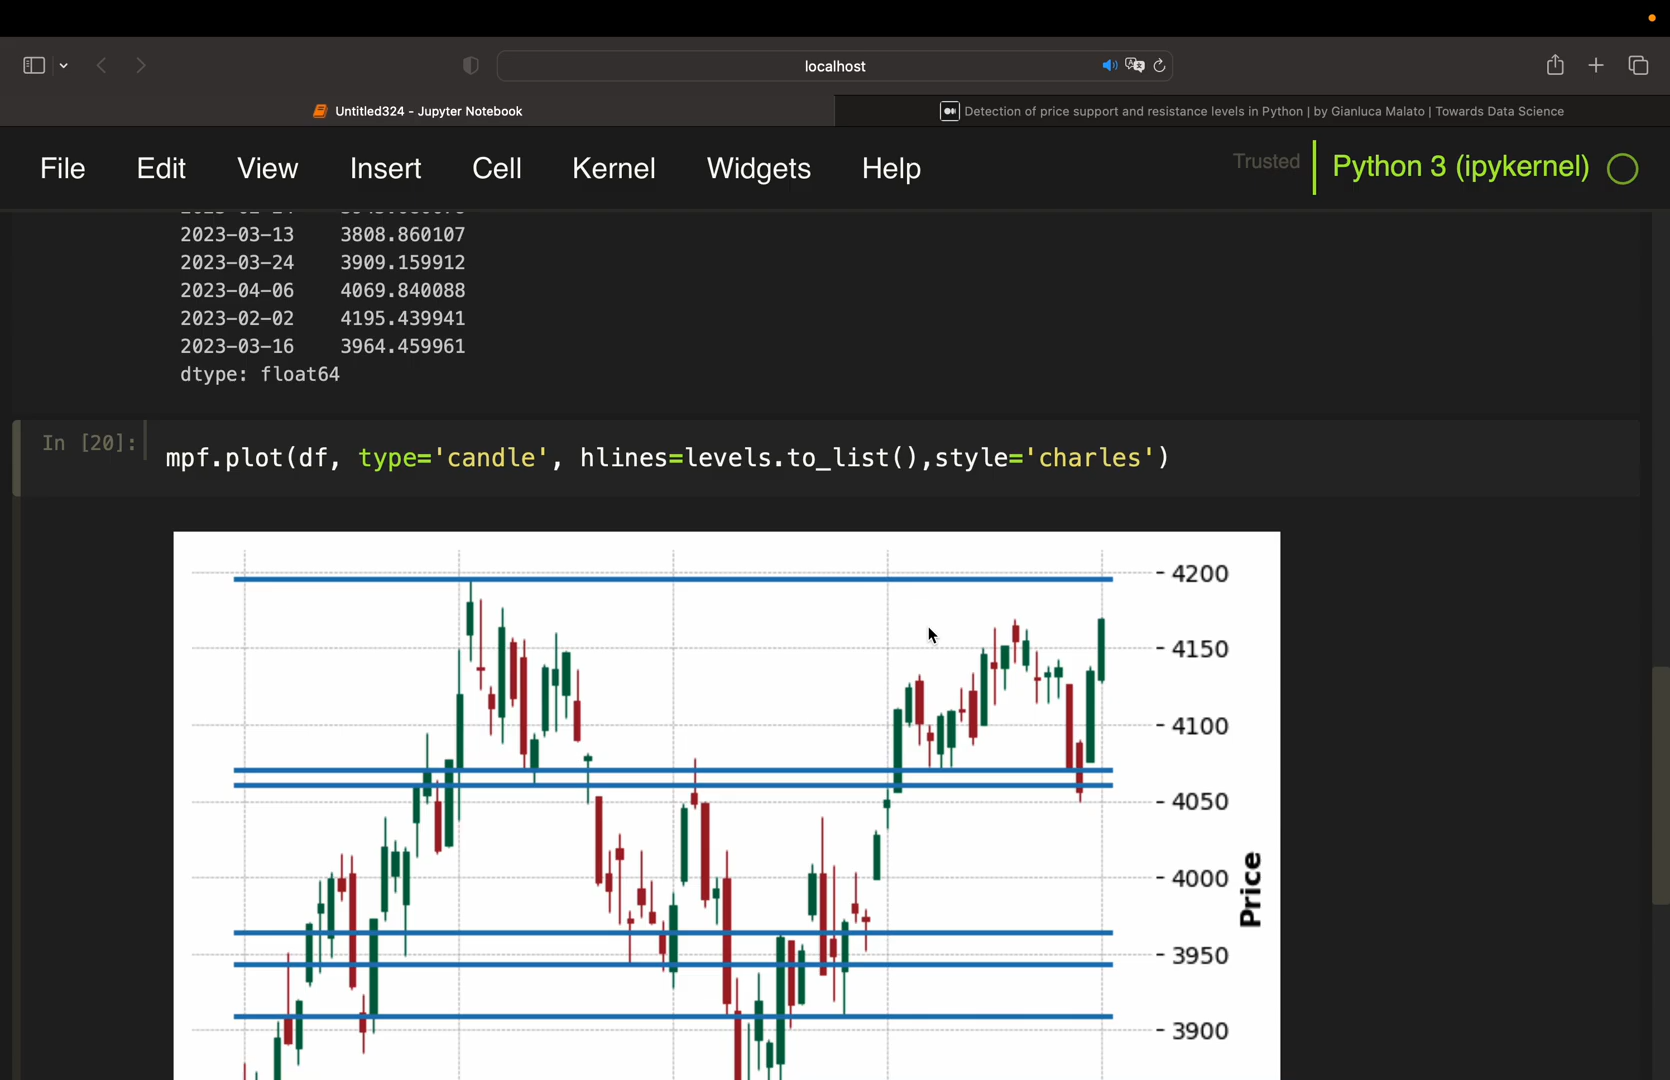 localhost
Untitled324 - Jupyter Notebook
Detection of price support and resistance levels in Python | by Gianluca Malato | Towards Data Science
File Edit View Insert Cell Kernel Widgets Help Trusted Python 3 (ipykernel)
2023-03-13 3808.860107
2023-03-24 3909.159912
2023-04-06 4069.840088
2023-02-02 4195.439941
2023-03-16 3964.459961
dtype: float64
In [20]: mpf.plot(df, type='candle', hlines=levels.to_list(),style='charles')
4200
4150
4100
4050
4000
Price
3950
3900